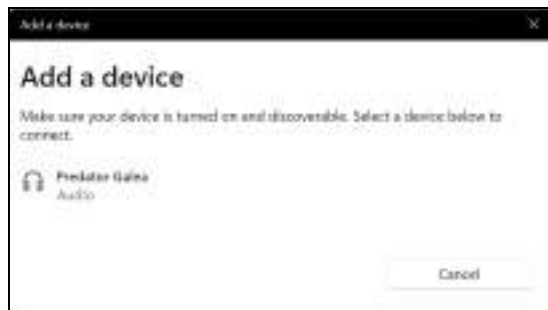 Add a device
Add a device
Make sure your device is turned on and discoverable. Select a device below to
connect.
Predator Galea
Audio
Cancel